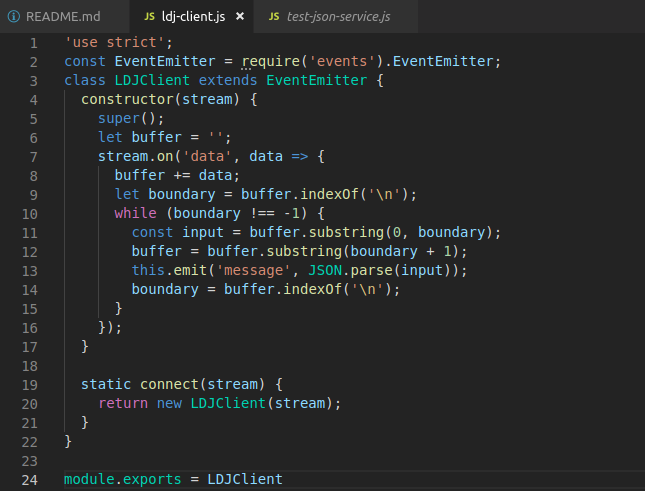 README.md JS ldj-client.js × JS test-json-service.js
1 'use strict';
2 const EventEmitter = require('events').EventEmitter;
3 class LDJClient extends EventEmitter {
4   constructor(stream) {
5     super();
6     let buffer = '';
7     stream.on('data', data => {
8       buffer += data;
9       let boundary = buffer.indexOf('\n');
10       while (boundary !== -1) {
11         const input = buffer.substring(0, boundary);
12         buffer = buffer.substring(boundary + 1);
13         this.emit('message', JSON.parse(input));
14         boundary = buffer.indexOf('\n');
15       }
16     });
17   }
18
19   static connect(stream) {
20     return new LDJClient(stream);
21   }
22 }
23
24 module.exports = LDJClient